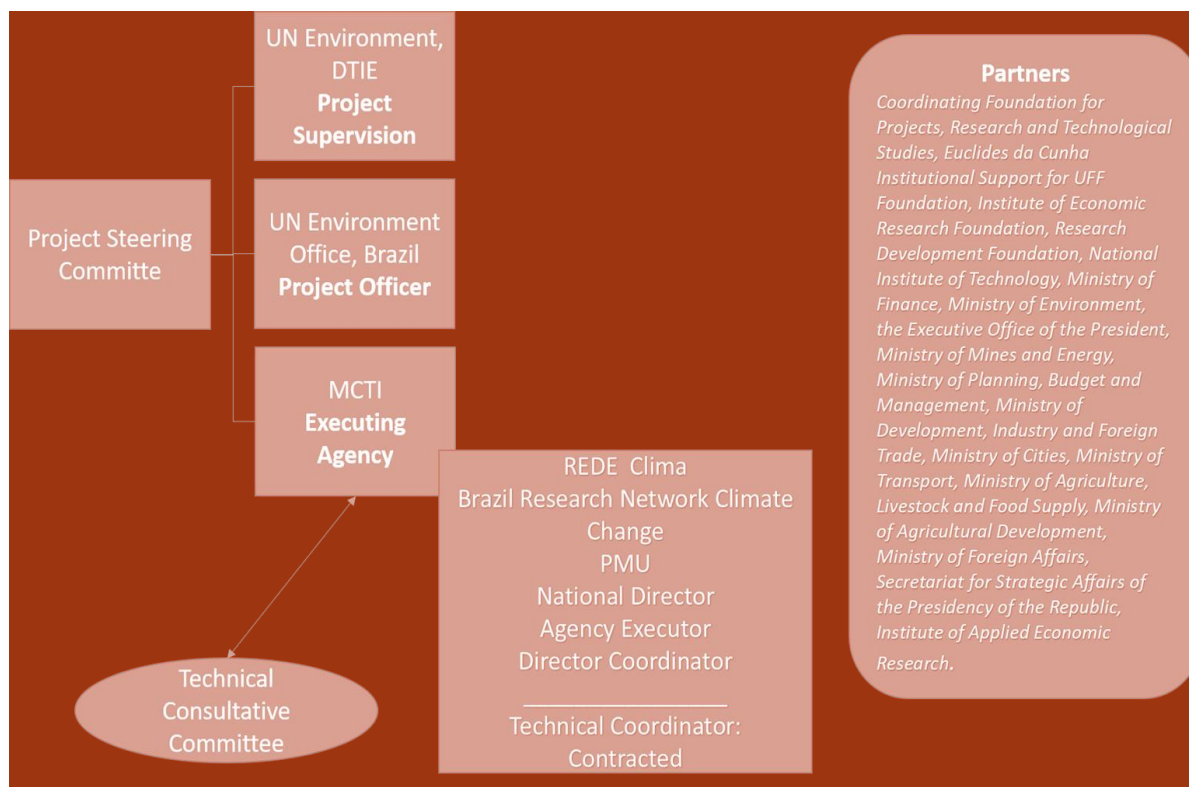 UN Environment,
DTIE
Project
Supervision
Project Steering
Committe
UN Environment
Office, Brazil
Project Officer
MCTI
Executing
Agency
REDE Clima
Brazil Research Network Climate
Change
PMU
National Director
Agency Executor
Director Coordinator
Technical Coordinator:
Contracted
Technical
Consultative
Committee
Partners
Coordinating Foundation for
Projects, Research and Technological
Studies, Euclides da Cunha
Institutional Support for UFF
Foundation, Institute of Economic
Research Foundation, Research
Development Foundation, National
Institute of Technology, Ministry of
Finance, Ministry of Environment,
the Executive Office of the President,
Ministry of Mines and Energy,
Ministry of Planning, Budget and
Management, Ministry of
Development, Industry and Foreign
Trade, Ministry of Cities, Ministry of
Transport, Ministry of Agriculture,
Livestock and Food Supply, Ministry
of Agricultural Development,
Ministry of Foreign Affairs,
Secretariat for Strategic Affairs of
the Presidency of the Republic,
Institute of Applied Economic
Research.